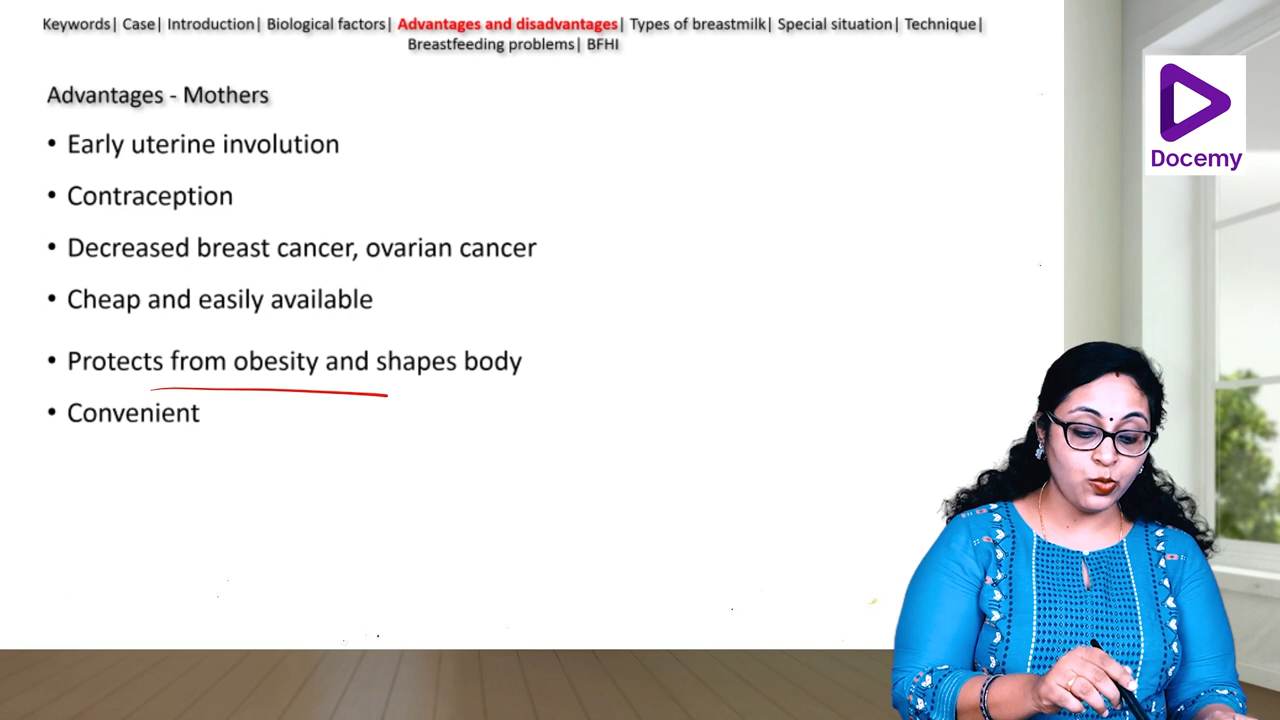 Keywords| Case| Introduction| Biological factors| Advantages and disadvantages| Types of breastmilk| Special situation| Technique|
Breastfeeding problems| BFHI
Docemy
Advantages - Mothers
• Early uterine involution
• Contraception
• Decreased breast cancer, ovarian cancer
• Cheap and easily available
• Protects from obesity and shapes body
• Convenient